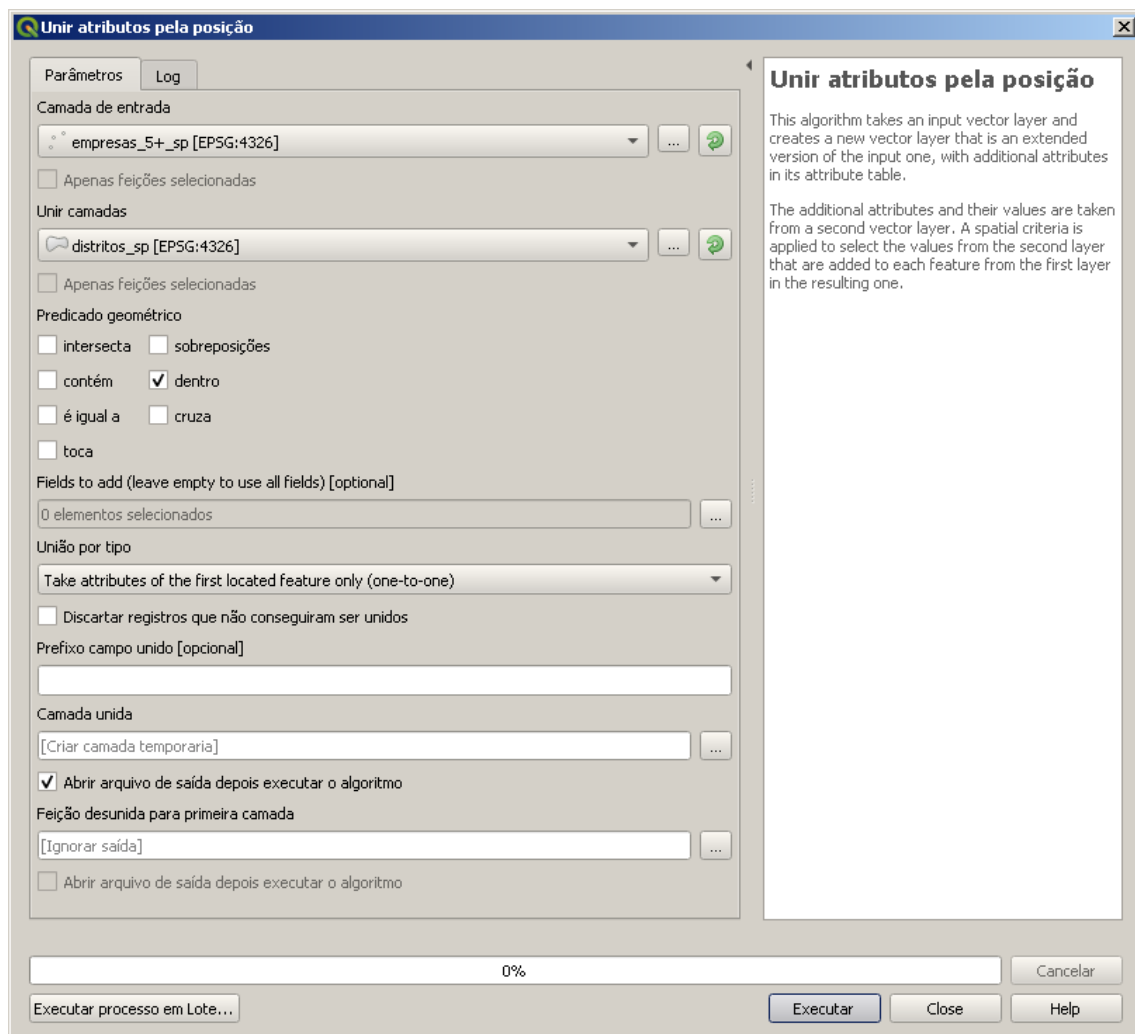 Unir atributos pela posição
Parâmetros
Log
Camada de entrada
empresas_5+_sp [EPSG:4326]
...
Apenas feições selecionadas
Unir camadas
distritos_sp [EPSG:4326]
...
Apenas feições selecionadas
Predicado geométrico
intersecta
sobreposições
contém
dentro
é igual a
cruza
toca
Fields to add (leave empty to use all fields) [optional]
0 elementos selecionados
...
União por tipo
Take attributes of the first located feature only (one-to-one)
Discartar registros que não conseguiram ser unidos
Prefixo campo unido [opcional]
Camada unida
[Criar camada temporaria]
...
Abrir arquivo de saída depois executar o algoritmo
Feição desunida para primeira camada
[Ignorar saída]
...
Abrir arquivo de saída depois executar o algoritmo
Unir atributos pela posição
This algorithm takes an input vector layer and
creates a new vector layer that is an extended
version of the input one, with additional attributes
in its attribute table.
The additional attributes and their values are taken
from a second vector layer. A spatial criteria is
applied to select the values from the second layer
that are added to each feature from the first layer
in the resulting one.
0%
Cancelar
Executar processo em Lote...
Executar
Close
Help